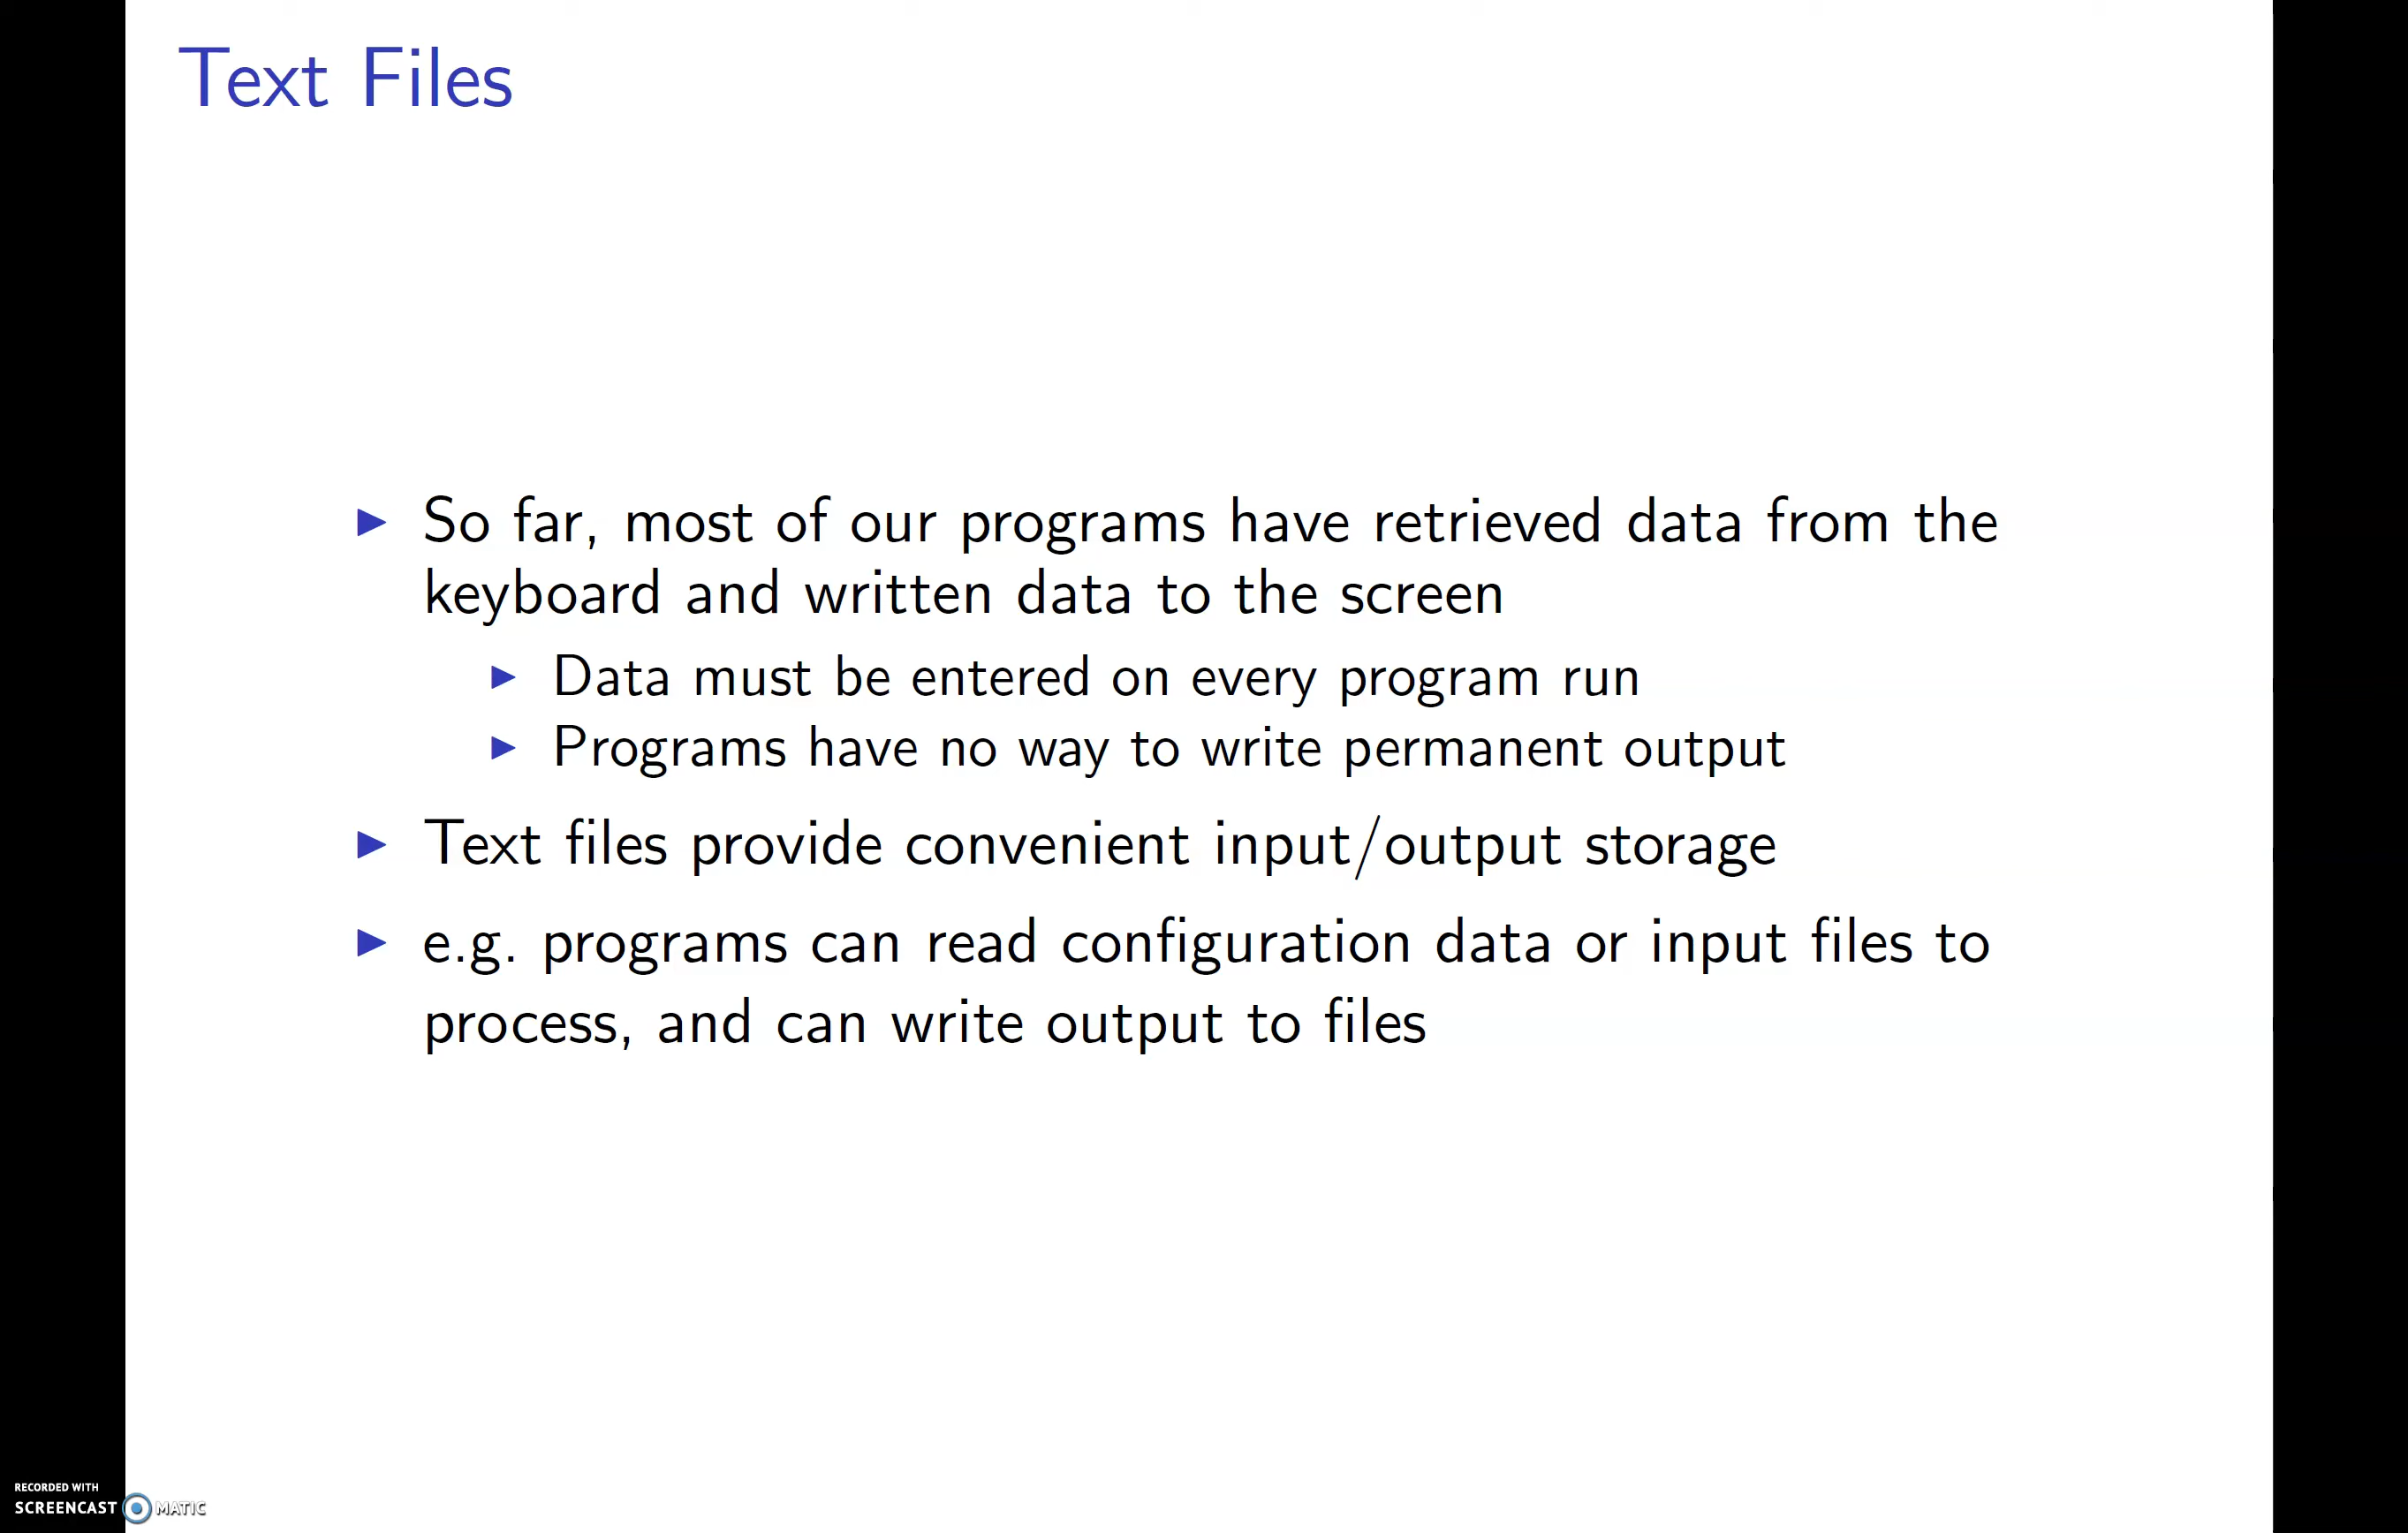 Text Files
So far, most of our programs have retrieved data from the
keyboard and written data to the screen
Data must be entered on every program run
Programs have no way to write permanent output
Text files provide convenient input/output storage
e.g. programs can read configuration data or input files to
process, and can write output to files
RECORDED WITH
SCREENCAST MATIC